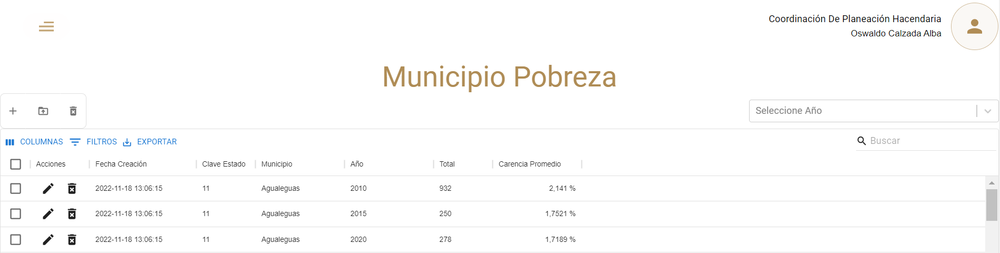 Coordinación De Planeación Hacendaria
Oswaldo Calzada Alba
Municipio Pobreza
Seleccione Año
COLUMNAS FILTROS EXPORTAR Buscar
Acciones Fecha Creación Clave Estado Municipio Año Total Carencia Promedio
2022-11-18 13:06:15 11 Agualeguas 2010 932 2,141 %
2022-11-18 13:06:15 11 Agualeguas 2015 250 1,7521 %
2022-11-18 13:06:15 11 Agualeguas 2020 278 1,7189 %